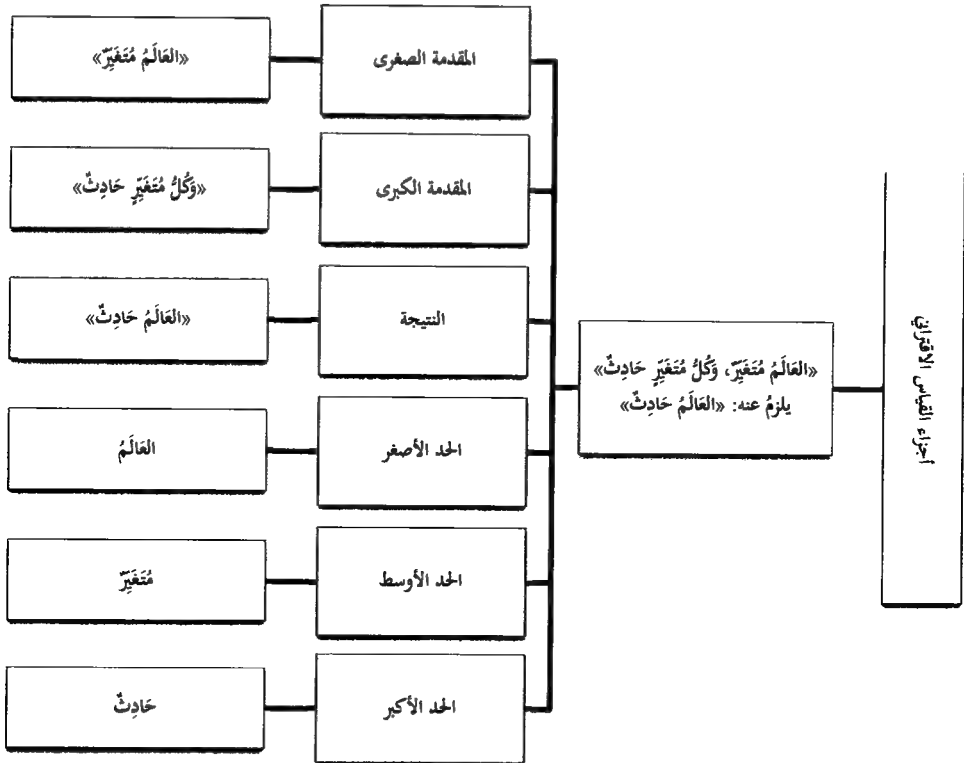 أجزاء القياس الاقتراني
«العَالَمُ مُتَغَيِّرٌ، وَكُلُّ مُتَغَيِّرٍ حَادِثٌ»
يلزمُ عنه: «العَالَمُ حَادِثٌ»
المقدمة الصغرى
«العَالَمُ مُتَغَيِّرٌ»
المقدمة الكبرى
«وَكُلُّ مُتَغَيِّرٍ حَادِثٌ»
النتيجة
«العَالَمُ حَادِثٌ»
الحد الأصغر
العَالَمُ
الحد الأوسط
مُتَغَيِّرٌ
الحد الأكبر
حَادِثٌ